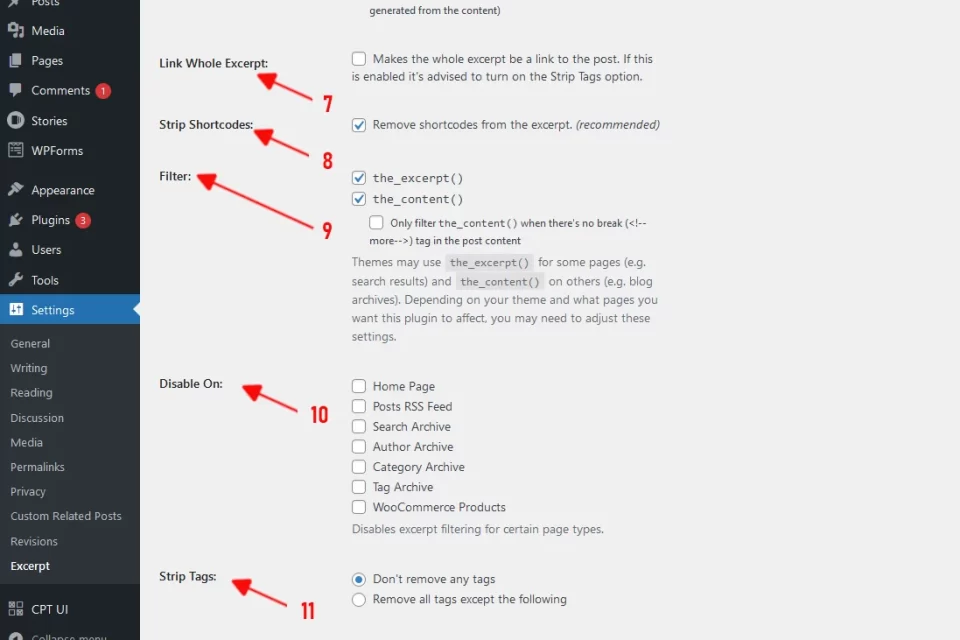 Posts
Media
Pages
Comments 1
Stories
WPForms
Appearance
Plugins 3
Users
Tools
Settings
General
Writing
Reading
Discussion
Media
Permalinks
Privacy
Custom Related Posts
Revisions
Excerpt
CPT UI
Collapse menu
generated from the content)
Link Whole Excerpt:
7
Makes the whole excerpt be a link to the post. If this
is enabled it's advised to turn on the Strip Tags option.
Strip Shortcodes:
8
Remove shortcodes from the excerpt. (recommended)
Filter:
9
the_excerpt()
the_content()
Only filter the_content() when there's no break (<!--
more-->) tag in the post content
Themes may use the_excerpt() for some pages (e.g.
search results) and the_content() on others (e.g. blog
archives). Depending on your theme and what pages you
want this plugin to affect, you may need to adjust these
settings.
Disable On:
10
Home Page
Posts RSS Feed
Search Archive
Author Archive
Category Archive
Tag Archive
WooCommerce Products
Disables excerpt filtering for certain page types.
Strip Tags:
11
Don't remove any tags
Remove all tags except the following